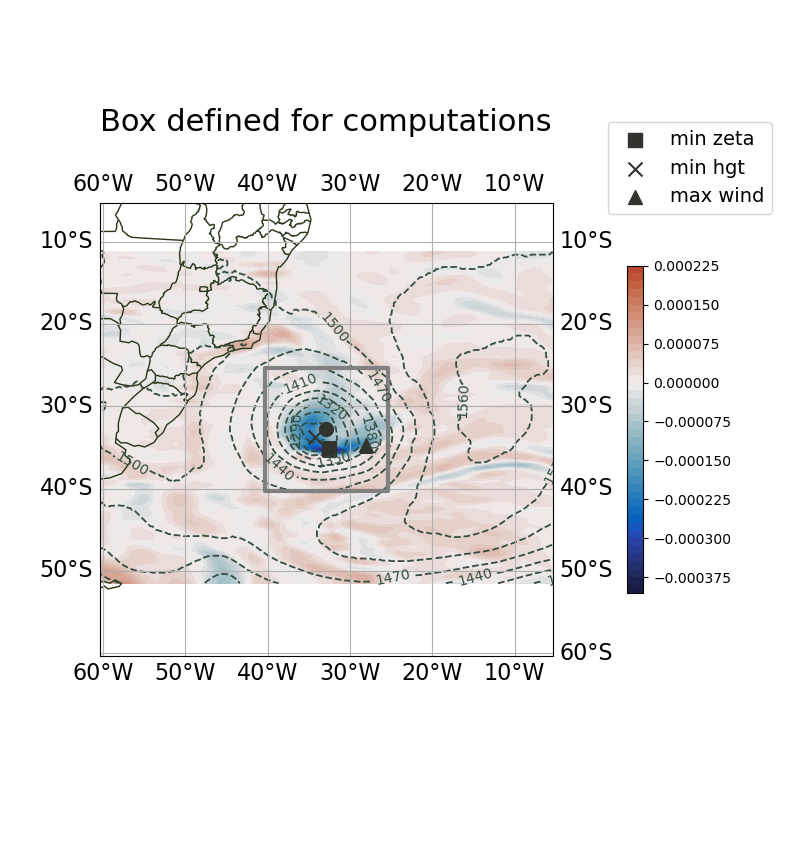 Box defined for computations
min zeta
min hgt
max wind
60°W 50°W 40°W 30°W 20°W 10°W
10°S 10°S
20°S 20°S
30°S 30°S
40°S 40°S
50°S 50°S
60°S
60°W 50°W 40°W 30°W 20°W 10°W
1500
1470
1410
1320
1560
1380
1350
1440
1500
1470
1440
0.000225
0.000150
0.000075
0.000000
−0.000075
−0.000150
−0.000225
−0.000300
−0.000375